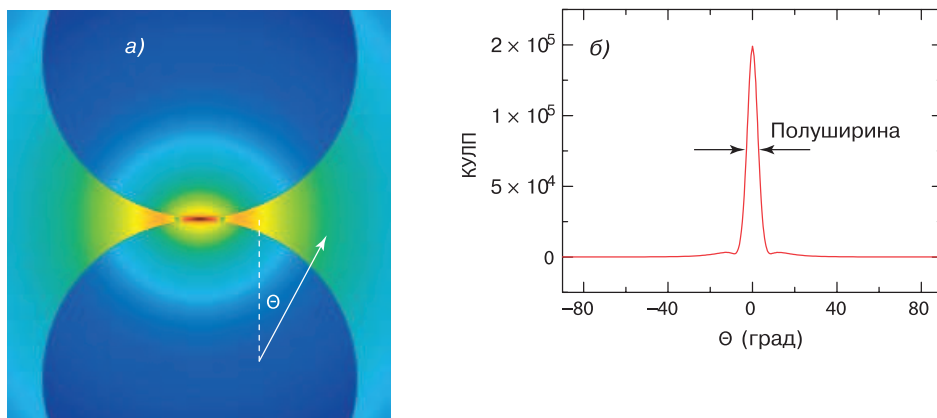 а)
Θ
б)
КУЛП
2 × 10⁵
1 × 10⁵
5 × 10⁴
0
Полуширина
−80 −40 0 40 80
Θ (град)